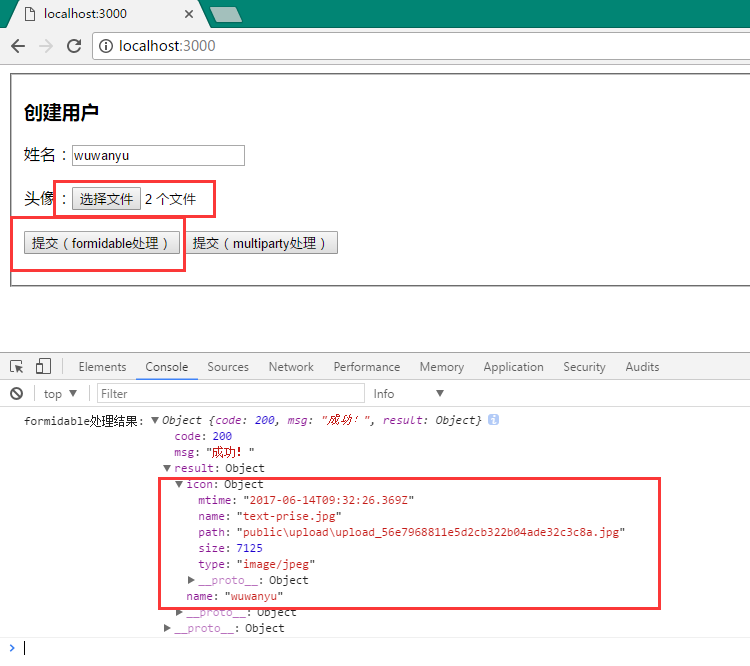 localhost:3000
localhost:3000
创建用户
姓名：wuwanyu
头像：选择文件 2 个文件
提交（formidable处理） 提交（multiparty处理）
Elements Console Sources Network Performance Memory Application Security Audits
top ▼ Filter Info ▼
formidable处理结果: ▼Object {code: 200, msg: "成功！", result: Object} i
code: 200
msg: "成功！"
▼result: Object
▼icon: Object
mtime: "2017-06-14T09:32:26.369Z"
name: "text-prise.jpg"
path: "public\upload\upload_56e7968811e5d2cb322b04ade32c3c8a.jpg"
size: 7125
type: "image/jpeg"
▶__proto__: Object
name: "wuwanyu"
▶__proto__: Object
▶__proto__: Object
>